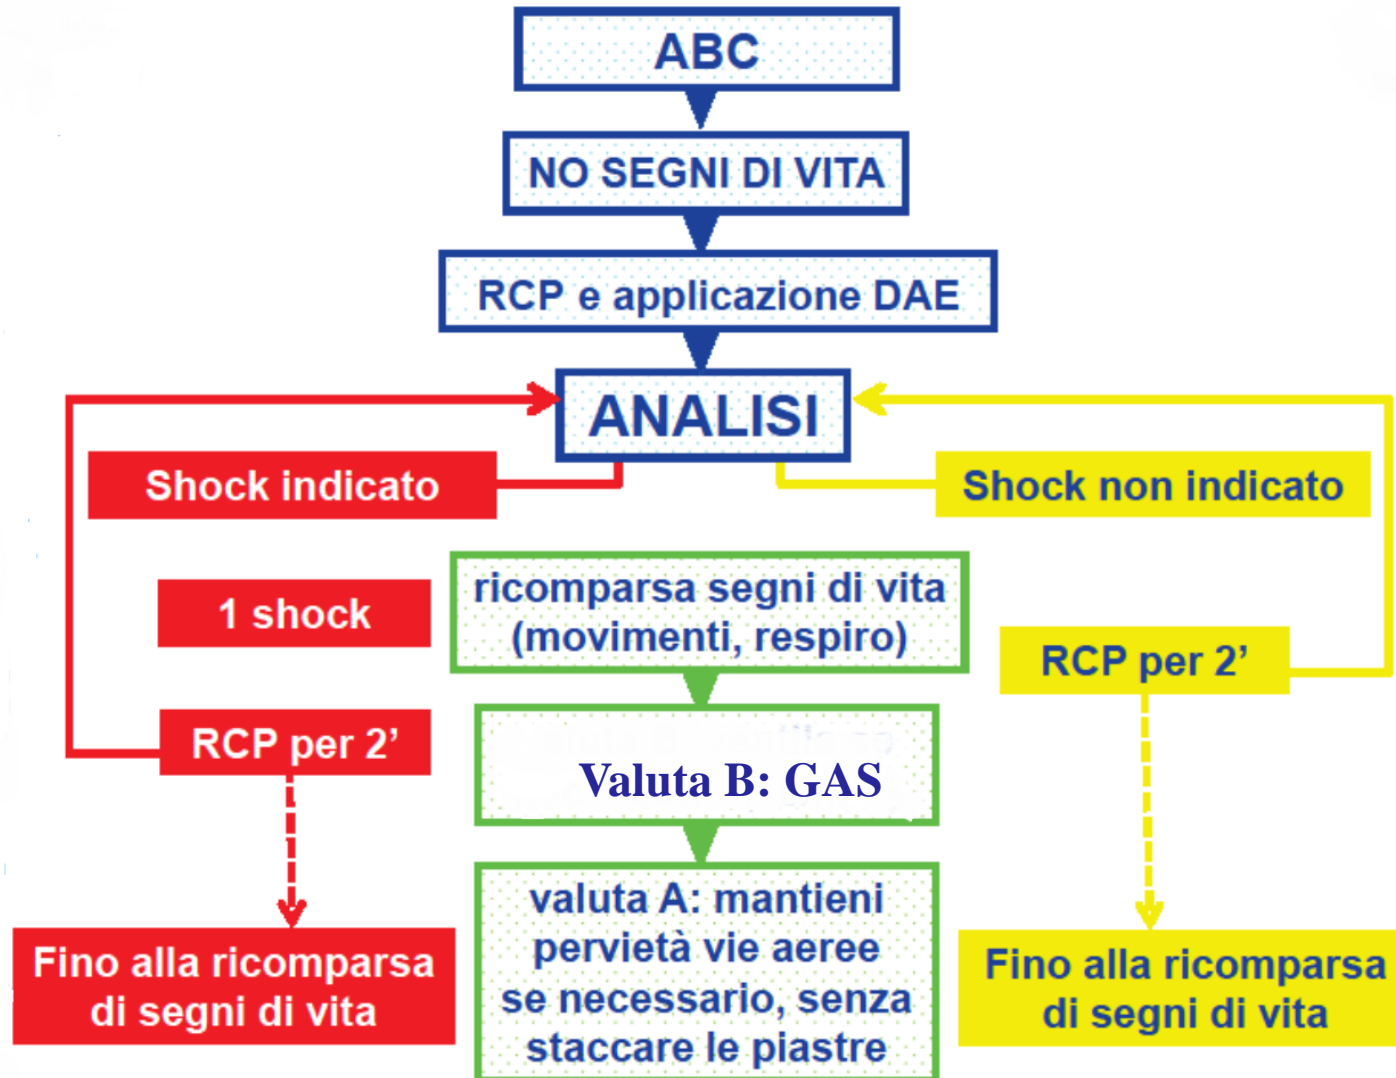 ABC
NO SEGNI DI VITA
RCP e applicazione DAE
ANALISI
Shock indicato
Shock non indicato
1 shock
ricomparsa segni di vita
(movimenti, respiro)
RCP per 2’
RCP per 2’
Valuta B: GAS
Fino alla ricomparsa
di segni di vita
valuta A: mantieni
pervietà vie aeree
se necessario, senza
staccare le piastre
Fino alla ricomparsa
di segni di vita